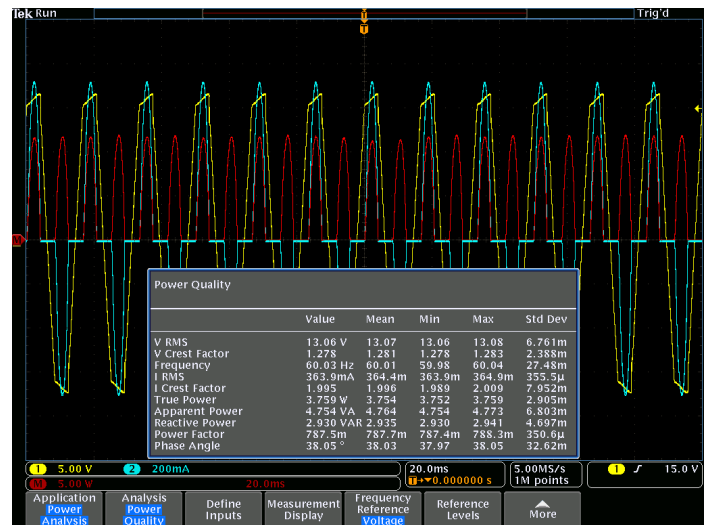 Tek Run Trig'd
T
T
M
Power Quality
Value Mean Min Max Std Dev
V RMS 13.06 V 13.07 13.06 13.08 6.761m
V Crest Factor 1.278 1.281 1.278 1.283 2.388m
Frequency 60.03 Hz 60.01 59.98 60.04 27.48m
I RMS 363.9mA 364.4m 363.9m 364.9m 355.5µ
I Crest Factor 1.995 1.996 1.989 2.009 7.952m
True Power 3.759 W 3.754 3.752 3.759 2.905m
Apparent Power 4.754 VA 4.764 4.754 4.773 6.803m
Reactive Power 2.930 VAR 2.935 2.930 2.941 4.697m
Power Factor 787.5m 787.7m 787.4m 788.3m 350.6µ
Phase Angle 38.05 ° 38.03 37.97 38.05 32.62m
1 5.00 V 2 200mA 20.0ms 5.00MS/s 1 15.0 V
M 5.00 W 20.0ms T 0.000000 s 1M points
Application Power Analysis
Analysis Power Quality
Define Inputs
Measurement Display
Frequency Reference Voltage
Reference Levels
More